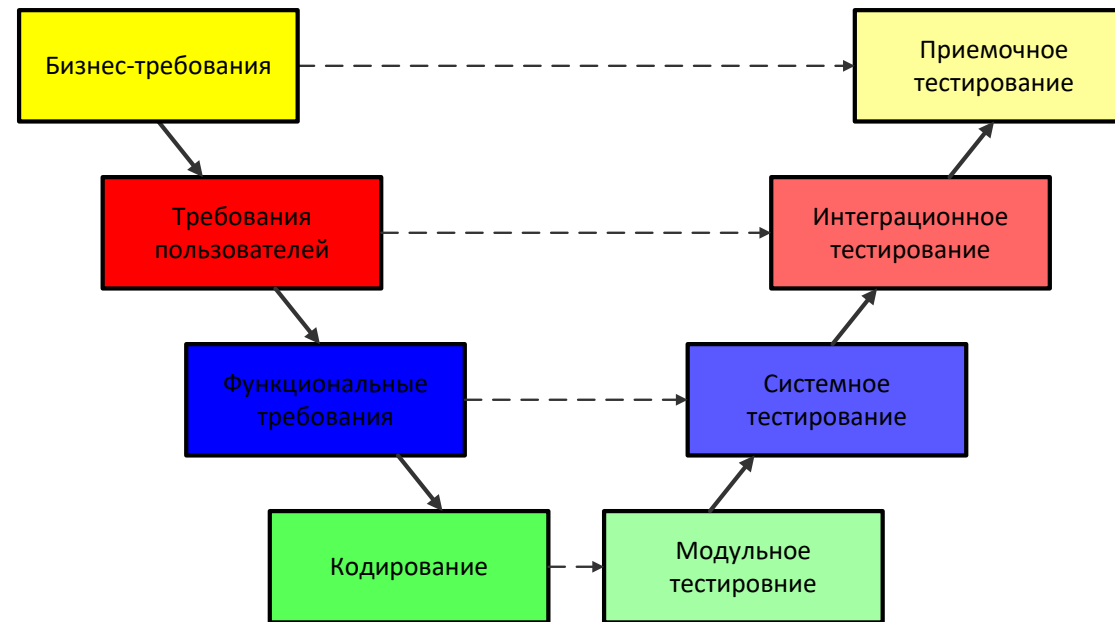 Бизнес-требования
Приемочное
тестирование
Требования
пользователей
Интеграционное
тестирование
Функциональные
требования
Системное
тестирование
Кодирование
Модульное
тестировние